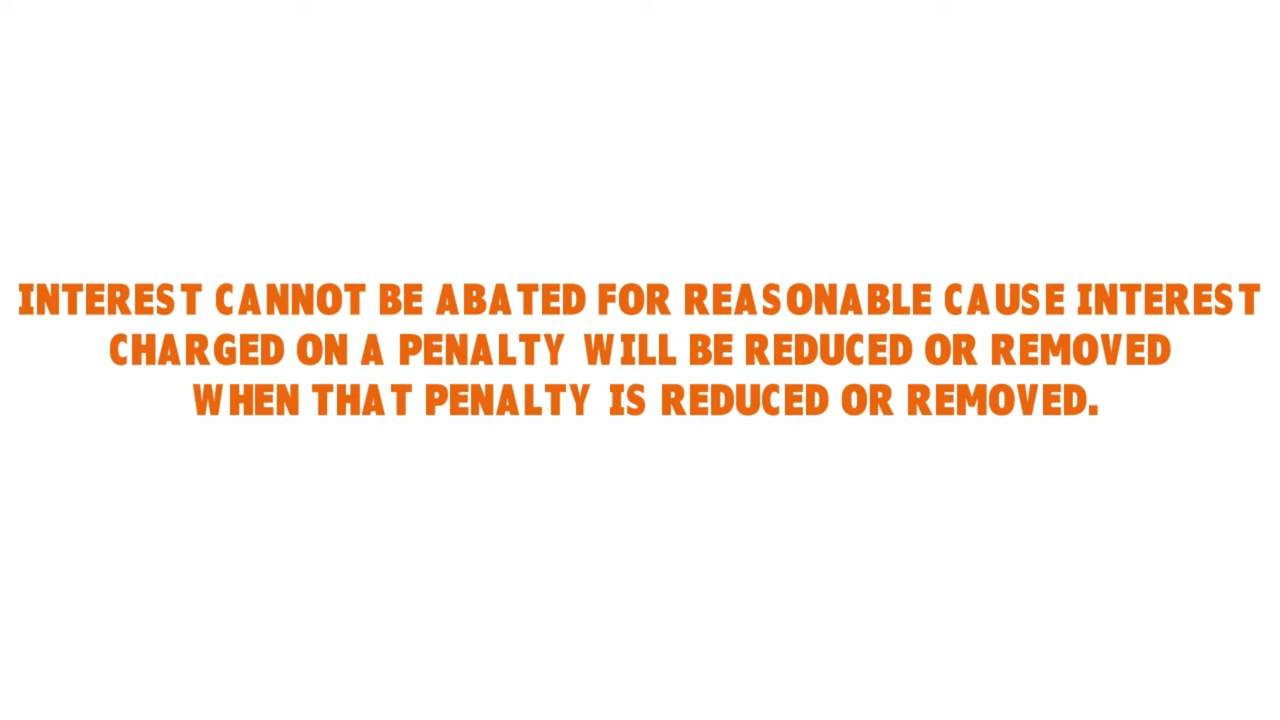 INTEREST CANNOT BE ABATED FOR REASONABLE CAUSE INTEREST
CHARGED ON A PENALTY WILL BE REDUCED OR REMOVED
WHEN THAT PENALTY IS REDUCED OR REMOVED.